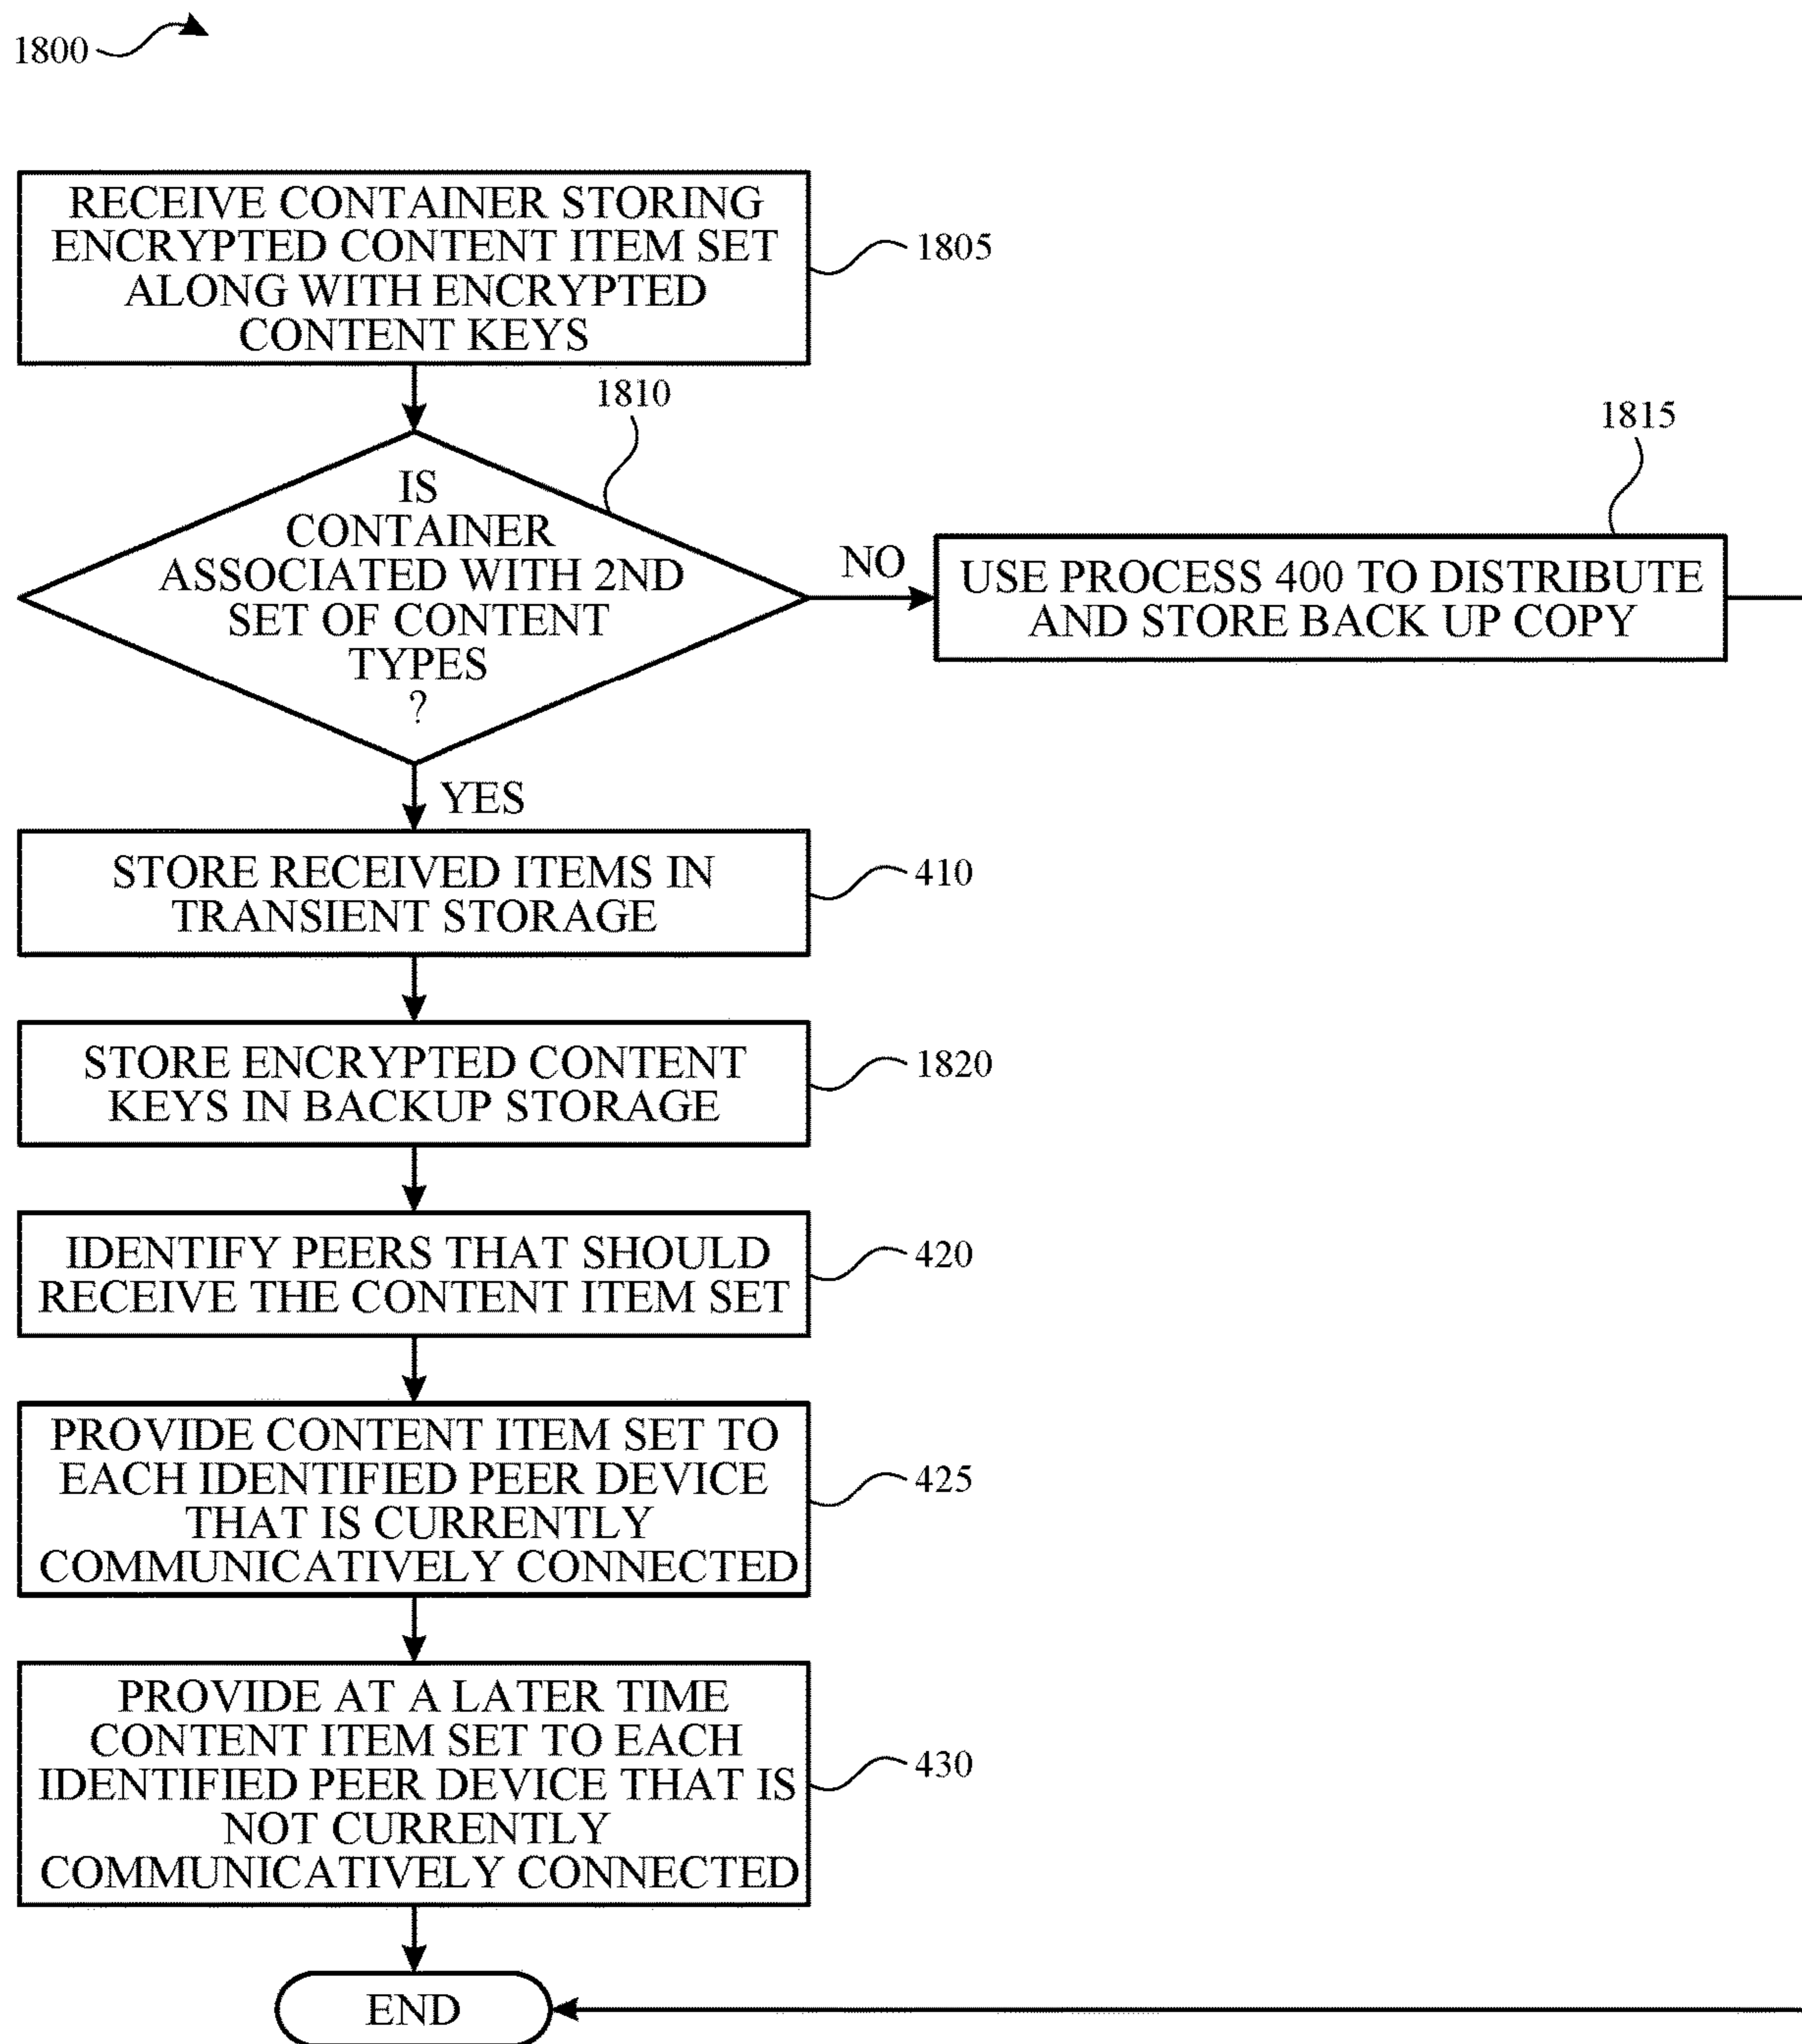 1800
RECEIVE CONTAINER STORING
ENCRYPTED CONTENT ITEM SET
ALONG WITH ENCRYPTED
CONTENT KEYS
1805
1810
IS
CONTAINER
ASSOCIATED WITH 2ND
SET OF CONTENT
TYPES
?
NO
1815
USE PROCESS 400 TO DISTRIBUTE
AND STORE BACK UP COPY
YES
STORE RECEIVED ITEMS IN
TRANSIENT STORAGE
410
STORE ENCRYPTED CONTENT
KEYS IN BACKUP STORAGE
1820
IDENTIFY PEERS THAT SHOULD
RECEIVE THE CONTENT ITEM SET
420
PROVIDE CONTENT ITEM SET TO
EACH IDENTIFIED PEER DEVICE
THAT IS CURRENTLY
COMMUNICATIVELY CONNECTED
425
PROVIDE AT A LATER TIME
CONTENT ITEM SET TO EACH
IDENTIFIED PEER DEVICE THAT IS
NOT CURRENTLY
COMMUNICATIVELY CONNECTED
430
END